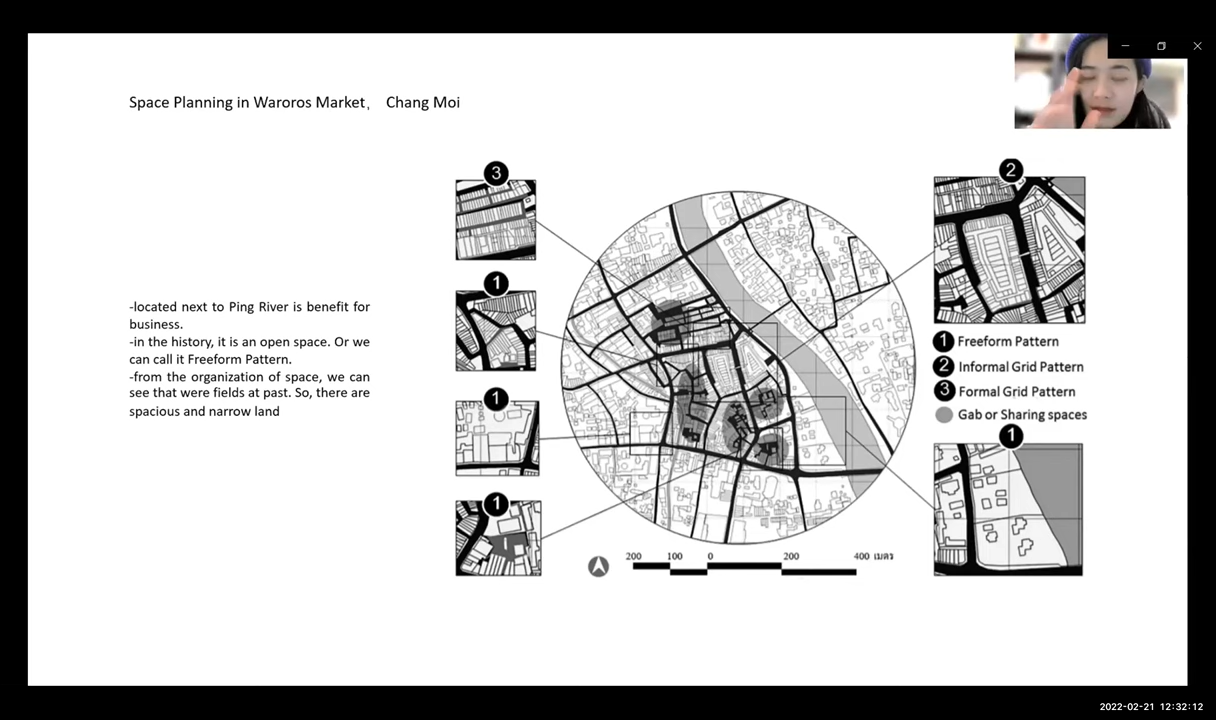 Space Planning in Waroros Market, Chang Moi
3
2
1
1
1
-located next to Ping River is benefit for
business.
-in the history, it is an open space. Or we
can call it Freeform Pattern.
-from the organization of space, we can
see that were fields at past. So, there are
spacious and narrow land
1 Freeform Pattern
2 Informal Grid Pattern
3 Formal Grid Pattern
Gab or Sharing spaces
1
200 100 0 200 400 เมตร
2022-02-21 12:32:12